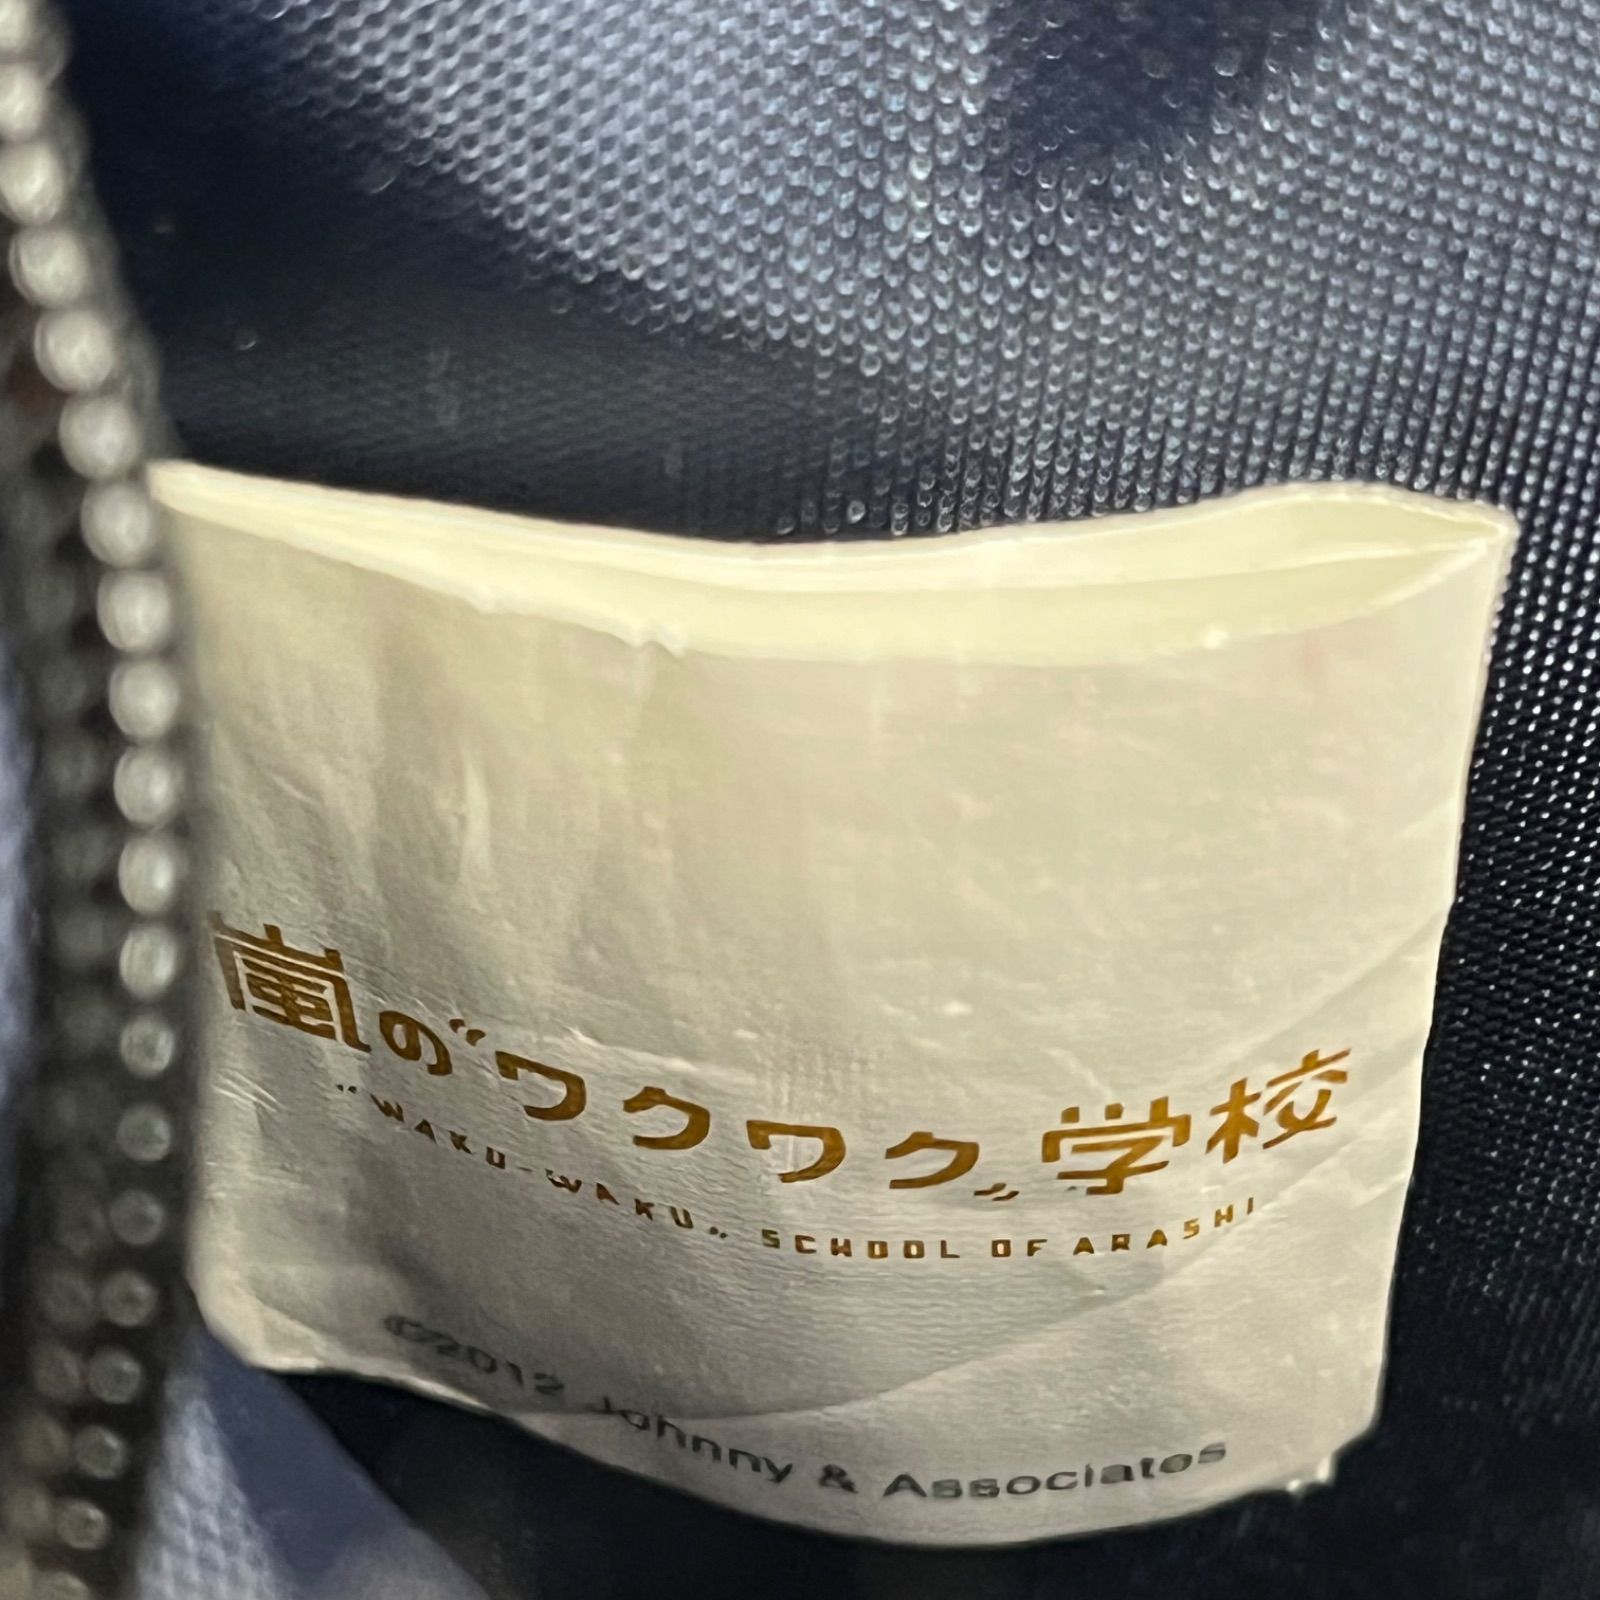 嵐の“ワクワク”学校
“WAKU-WAKU” SCHOOL OF ARASHI
©2012 Johnny & Associates